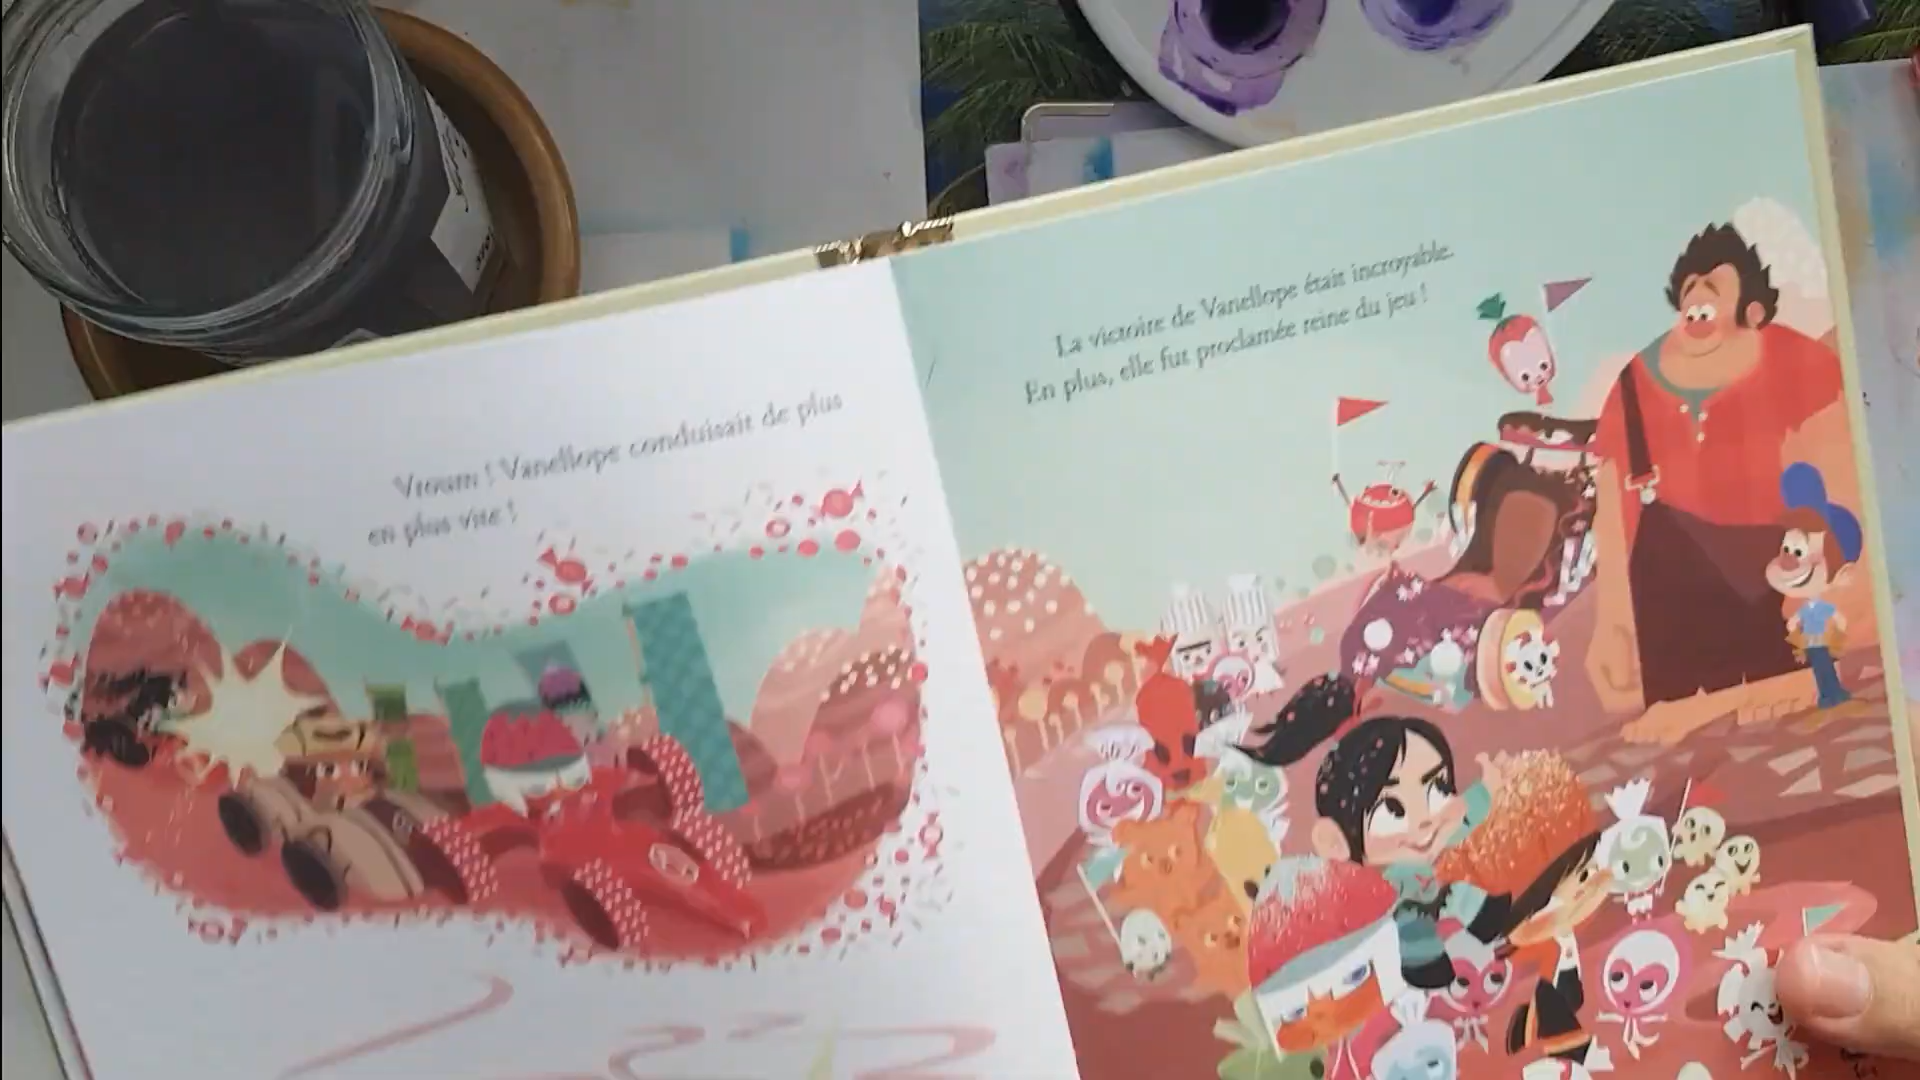 Vroum ! Vanellope conduisait de plus
en plus vite !
La victoire de Vanellope était incroyable.
En plus, elle fut proclamée reine du jeu !